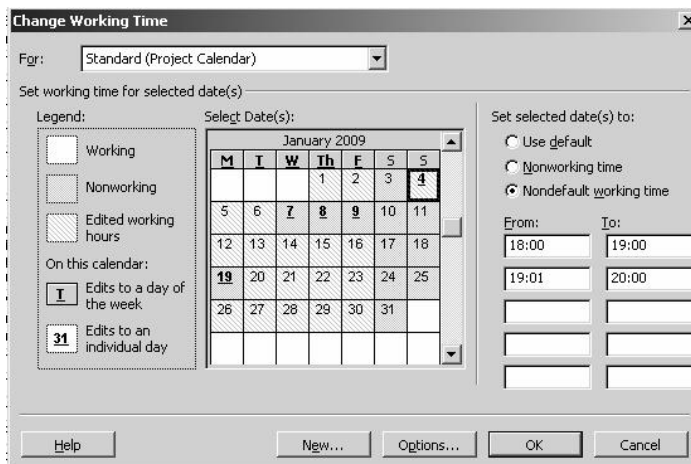 Change Working Time
For: Standard (Project Calendar)
Set working time for selected date(s)
Legend:
Working
Nonworking
Edited working
hours
On this calendar:
T Edits to a day of
the week
31 Edits to an
individual day
Select Date(s):
January 2009
M T W Th F S S
1 2 3 4
5 6 7 8 9 10 11
12 13 14 15 16 17 18
19 20 21 22 23 24 25
26 27 28 29 30 31
Set selected date(s) to:
Use default
Nonworking time
Nondefault working time
From: To:
18:00 19:00
19:01 20:00
Help New... Options... OK Cancel